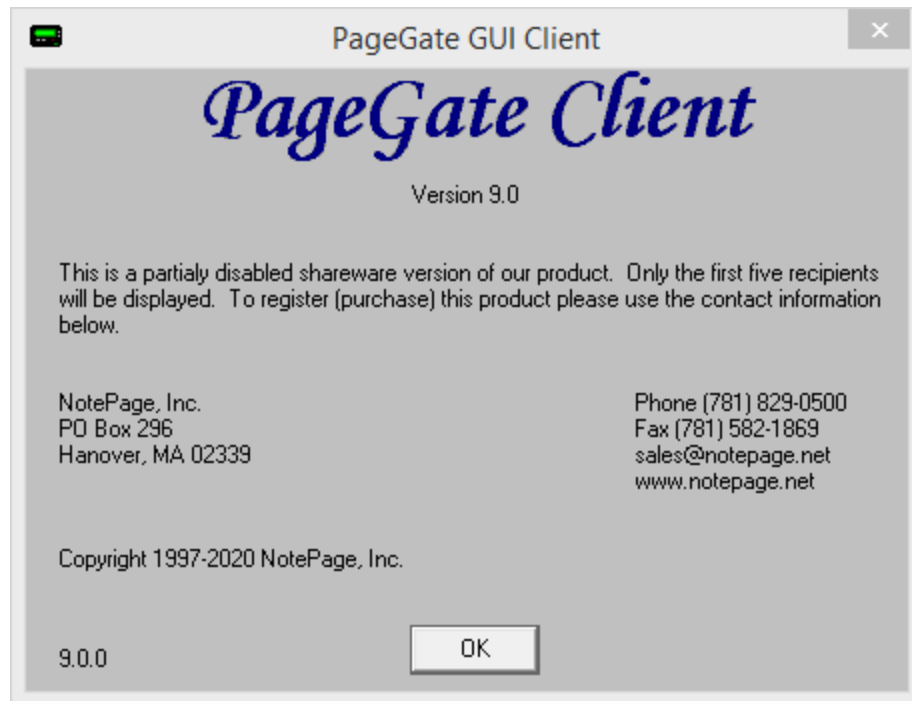 PageGate GUI Client
PageGate Client
Version 9.0
This is a partialy disabled shareware version of our product.  Only the first five recipients
will be displayed.  To register (purchase) this product please use the contact information
below.
NotePage, Inc.
PO Box 296
Hanover, MA 02339
Phone (781) 829-0500
Fax (781) 582-1869
sales@notepage.net
www.notepage.net
Copyright 1997-2020 NotePage, Inc.
9.0.0
OK